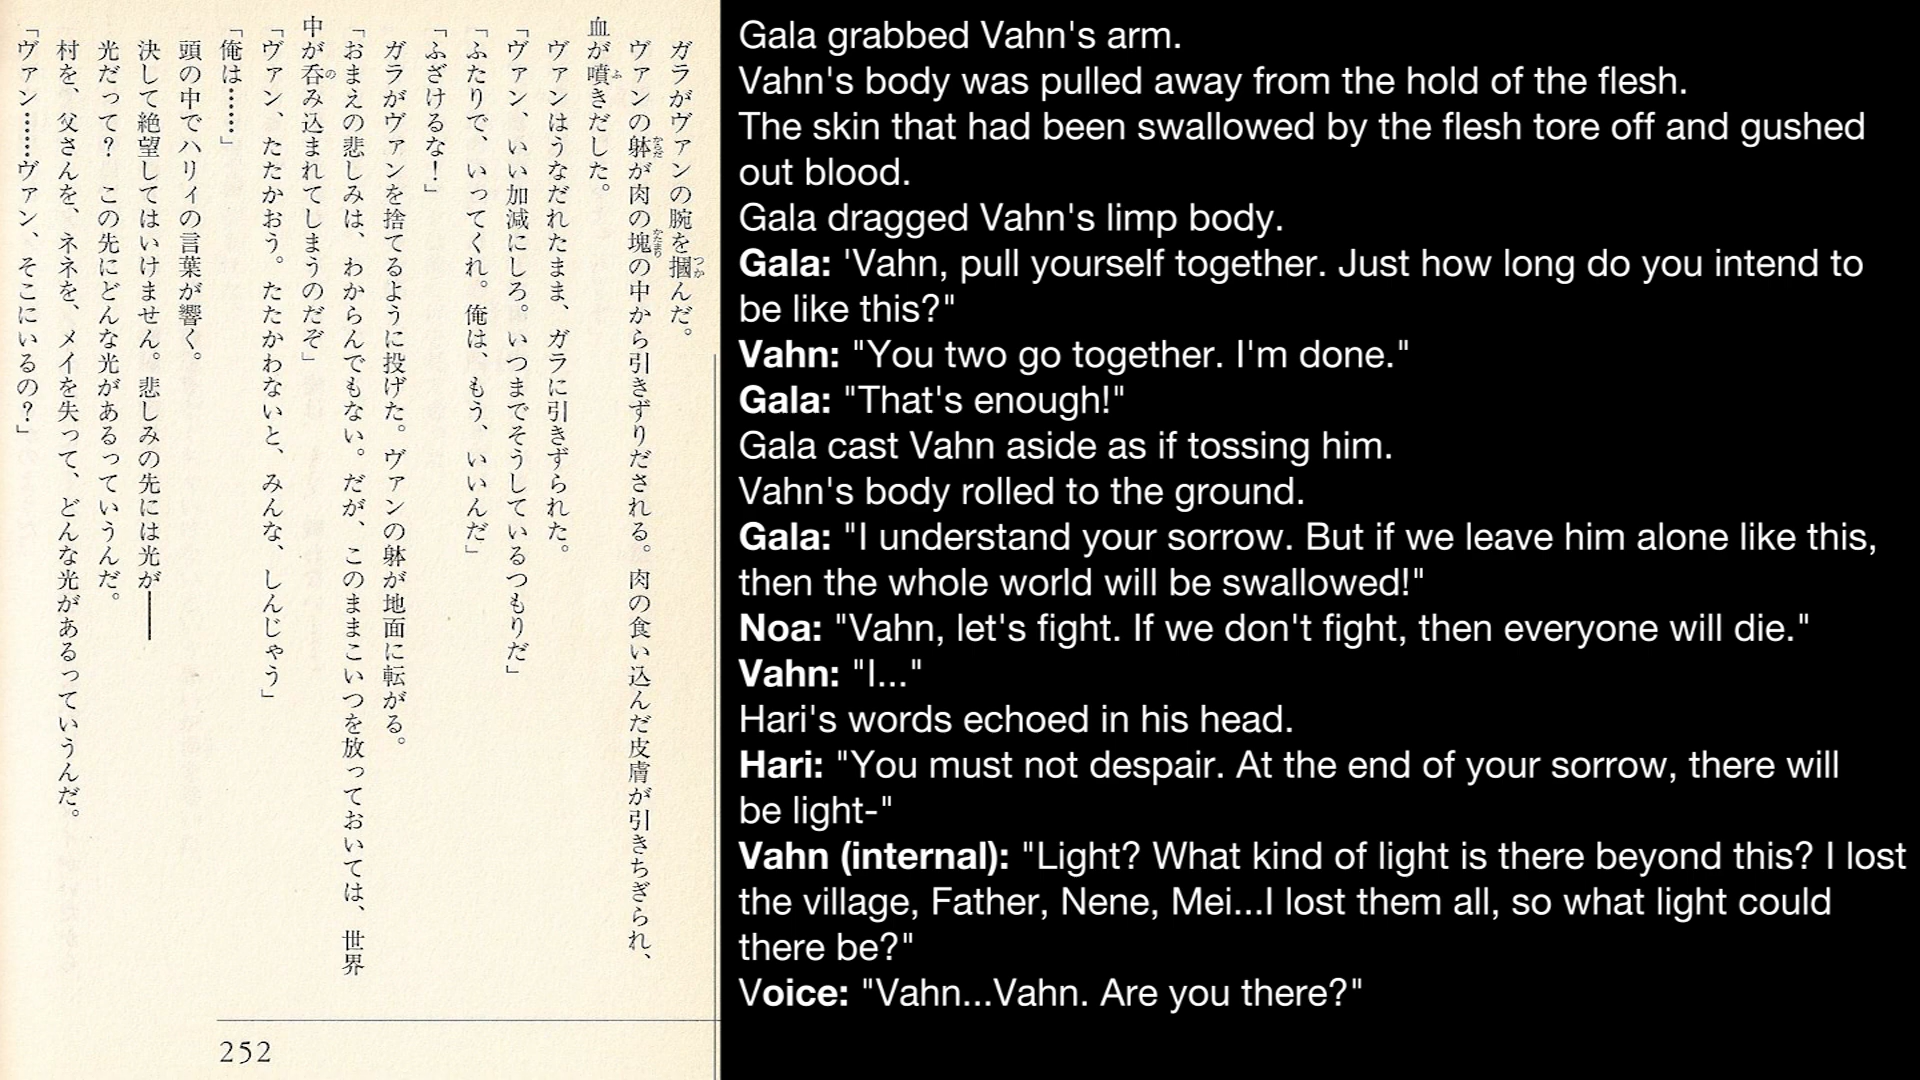 ガラがヴァンの腕を摑んだ。
ヴァンの躰が肉の塊の中から引きずりだされる。肉の食い込んだ皮膚が引きちぎられ、
血が噴きだした。
ヴァンはうなだれたまま、ガラに引きずられた。
「ヴァン、いい加減にしろ。いつまでそうしているつもりだ」
「ふたりで、いってくれ。俺は、もう、いいんだ」
「ふざけるな！」
ガラがヴァンを捨てるように投げた。ヴァンの躰が地面に転がる。
「おまえの悲しみは、わからんでもない。だが、このままこいつを放っておいては、世界
中が呑み込まれてしまうのだぞ」
「ヴァン、たたかおう。たたかわないと、みんな、しんじゃう」
「俺は……」
頭の中でハリィの言葉が響く。
決して絶望してはいけません。悲しみの先には光が——
光だって？　この先にどんな光があるっていうんだ。
村を、父さんを、ネネを、メイを失って、どんな光があるっていうんだ。
「ヴァン……ヴァン、そこにいるの？」
252
Gala grabbed Vahn's arm.
Vahn's body was pulled away from the hold of the flesh.
The skin that had been swallowed by the flesh tore off and gushed
out blood.
Gala dragged Vahn's limp body.
Gala: 'Vahn, pull yourself together. Just how long do you intend to
be like this?"
Vahn: "You two go together. I'm done."
Gala: "That's enough!"
Gala cast Vahn aside as if tossing him.
Vahn's body rolled to the ground.
Gala: "I understand your sorrow. But if we leave him alone like this,
then the whole world will be swallowed!"
Noa: "Vahn, let's fight. If we don't fight, then everyone will die."
Vahn: "I..."
Hari's words echoed in his head.
Hari: "You must not despair. At the end of your sorrow, there will
be light-"
Vahn (internal): "Light? What kind of light is there beyond this? I lost
the village, Father, Nene, Mei...I lost them all, so what light could
there be?"
Voice: "Vahn...Vahn. Are you there?"